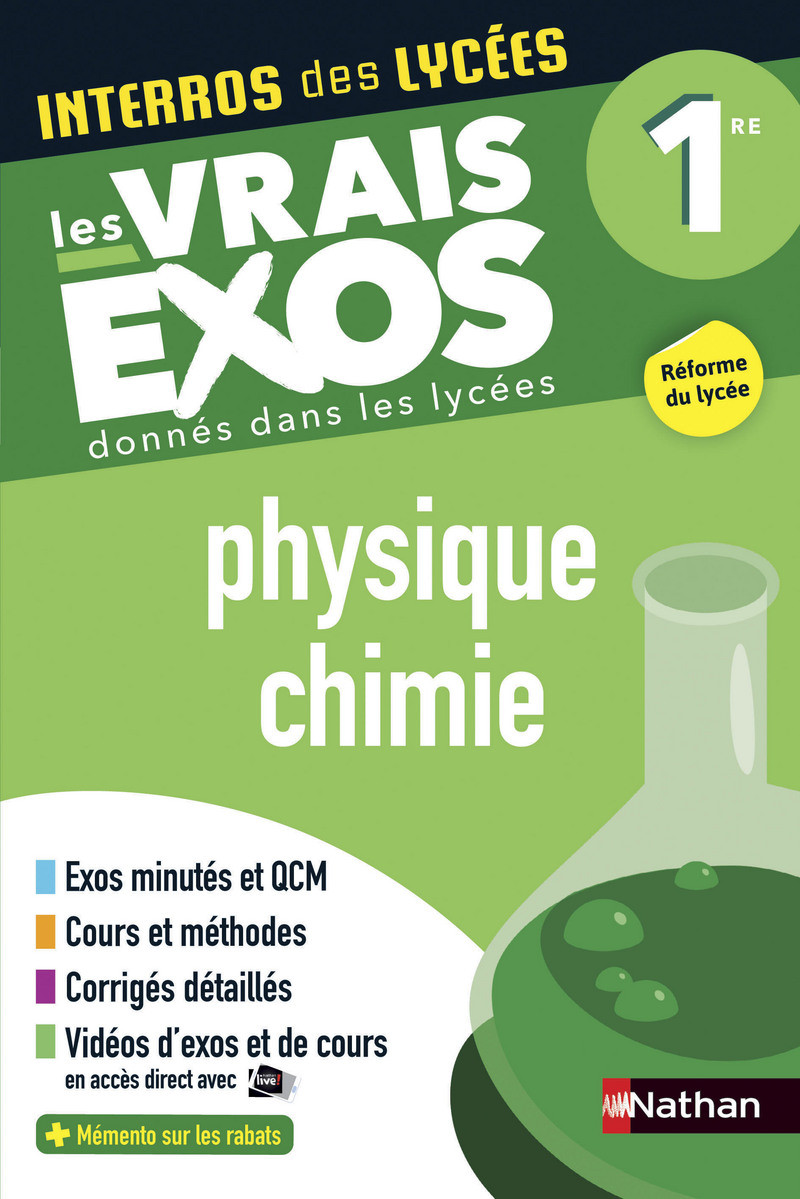 INTERROS des LYCÉES
1RE
les VRAIS
EXOS
donnés dans les lycées
Réforme
du lycée
physique
chimie
Exos minutés et QCM
Cours et méthodes
Corrigés détaillés
Vidéos d'exos et de cours
en accès direct avec live!
+ Mémento sur les rabats
Nathan